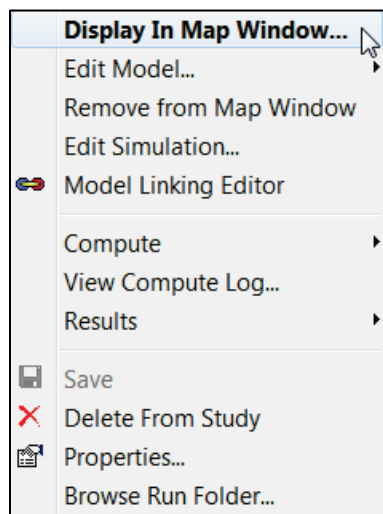 Display In Map Window...
Edit Model...
Remove from Map Window
Edit Simulation...
Model Linking Editor
Compute
View Compute Log...
Results
Save
Delete From Study
Properties...
Browse Run Folder...